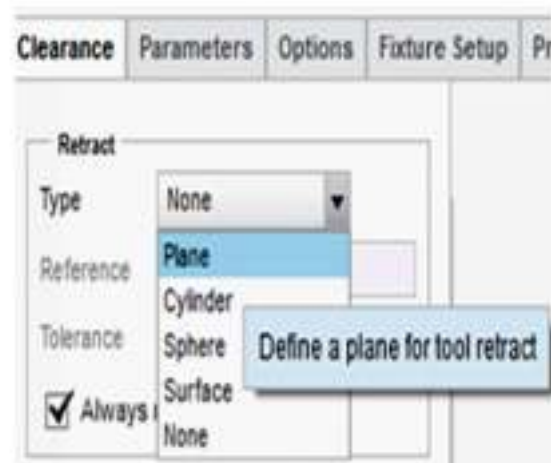 Clearance Parameters Options Fixture Setup
Retract
Type None
Plane
Reference
Cylinder
Tolerance Sphere Define a plane for tool retract
Surface
Always
None